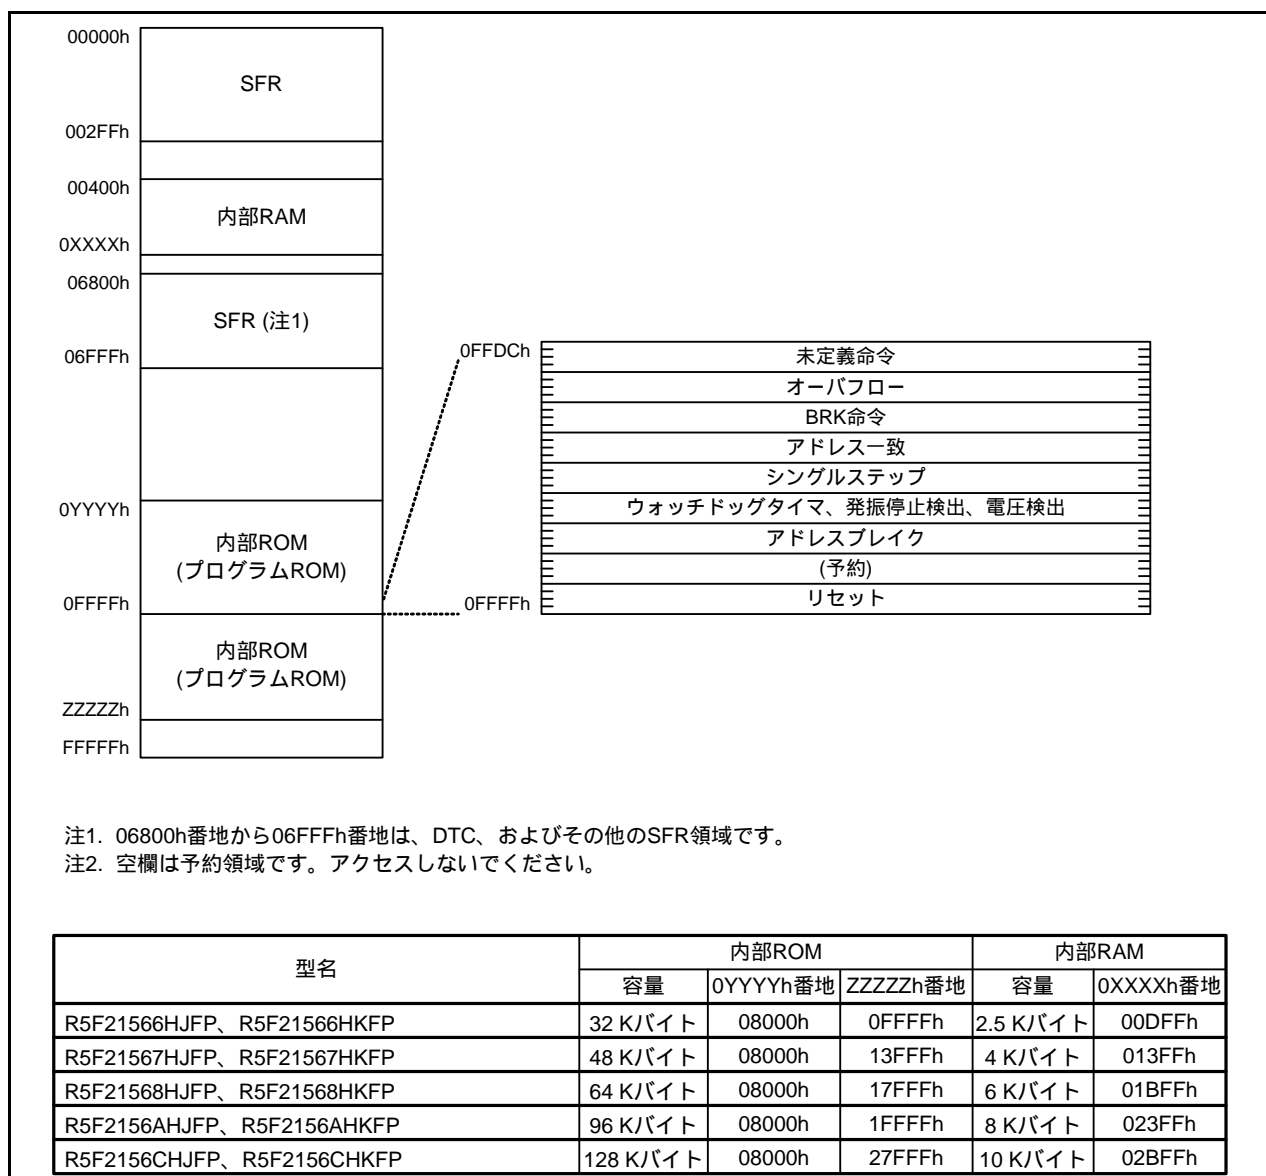 00000h
SFR
002FFh
00400h
内部RAM
0XXXXh
06800h
SFR (注1)
06FFFh
0YYYYh
内部ROM
(プログラムROM)
0FFFFh
内部ROM
(プログラムROM)
ZZZZZh
FFFFFh
0FFDCh
未定義命令
オーバフロー
BRK命令
アドレス一致
シングルステップ
ウォッチドッグタイマ、発振停止検出、電圧検出
アドレスブレイク
(予約)
0FFFFh リセット
注1. 06800h番地から06FFFh番地は、DTC、およびその他のSFR領域です。
注2. 空欄は予約領域です。アクセスしないでください。
型名 内部ROM 内部RAM
容量 0YYYYh番地 ZZZZZh番地 容量 0XXXXh番地
R5F21566HJFP、R5F21566HKFP 32 Kバイト 08000h 0FFFFh 2.5 Kバイト 00DFFh
R5F21567HJFP、R5F21567HKFP 48 Kバイト 08000h 13FFFh 4 Kバイト 013FFh
R5F21568HJFP、R5F21568HKFP 64 Kバイト 08000h 17FFFh 6 Kバイト 01BFFh
R5F2156AHJFP、R5F2156AHKFP 96 Kバイト 08000h 1FFFFh 8 Kバイト 023FFh
R5F2156CHJFP、R5F2156CHKFP 128 Kバイト 08000h 27FFFh 10 Kバイト 02BFFh